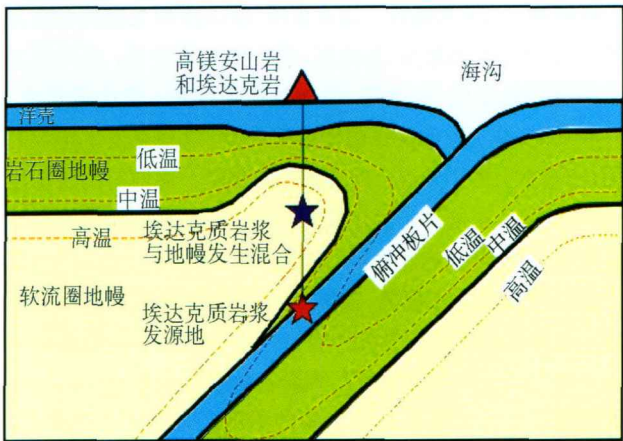 高镁安山岩
和埃达克岩
海沟
洋壳
低温
岩石圈地幔
中温
高温
埃达克质岩浆
与地幔发生混合
俯冲板片
低温
中温
高温
软流圈地幔
埃达克质岩浆
发源地